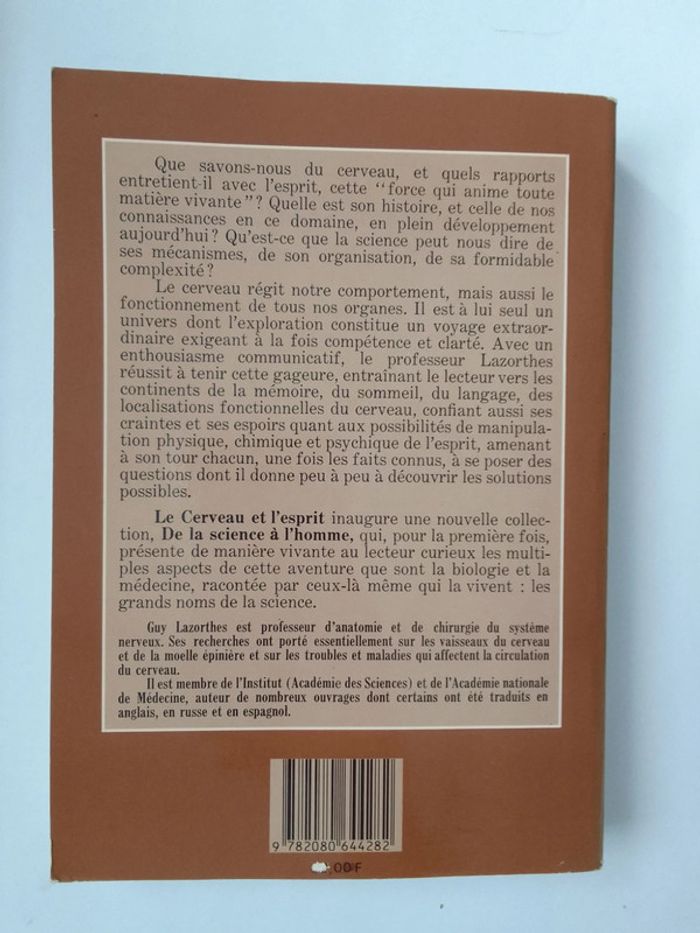 Que savons-nous du cerveau, et quels rapports
entretient-il avec l'esprit, cette "force qui anime toute
matière vivante"? Quelle est son histoire, et celle de nos
connaissances en ce domaine, en plein développement
aujourd'hui? Qu'est-ce que la science peut nous dire de
ses mécanismes, de son organisation, de sa formidable
complexité?
Le cerveau régit notre comportement, mais aussi le
fonctionnement de tous nos organes. Il est à lui seul un
univers dont l'exploration constitue un voyage extraor-
dinaire exigeant à la fois compétence et clarté. Avec un
enthousiasme communicatif, le professeur Lazorthes
réussit à tenir cette gageure, entraînant le lecteur vers les
continents de la mémoire, du sommeil, du langage, des
localisations fonctionnelles du cerveau, confiant aussi ses
craintes et ses espoirs quant aux possibilités de manipula-
tion physique, chimique et psychique de l'esprit, amenant
à son tour chacun, une fois les faits connus, à se poser des
questions dont il donne peu à peu à découvrir les solutions
possibles.
Le Cerveau et l'esprit inaugure une nouvelle collec-
tion, De la science à l'homme, qui, pour la première fois,
présente de manière vivante au lecteur curieux les multi-
ples aspects de cette aventure que sont la biologie et la
médecine, racontée par ceux-là même qui la vivent : les
grands noms de la science.
Guy Lazorthes est professeur d'anatomie et de chirurgie du système
nerveux. Ses recherches ont porté essentiellement sur les vaisseaux du cerveau
et de la moelle épinière et sur les troubles et maladies qui affectent la circulation
du cerveau.
Il est membre de l'Institut (Académie des Sciences) et de l'Académie nationale
de Médecine, auteur de nombreux ouvrages dont certains ont été traduits en
anglais, en russe et en espagnol.
9 782080 644282
,00 F